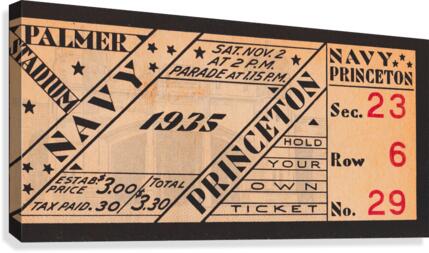 PALMER
STADIUM
NAVY
SAT. NOV. 2
AT 2 P.M.
PARADE AT 1.15 P.M.
1935
PRINCETON
HOLD
YOUR
OWN
TICKET
ESTAB.
PRICE $3.00
TAX PAID .30
TOTAL
$3.30
NAVY
PRINCETON
Sec. 23
Row 6
No. 29